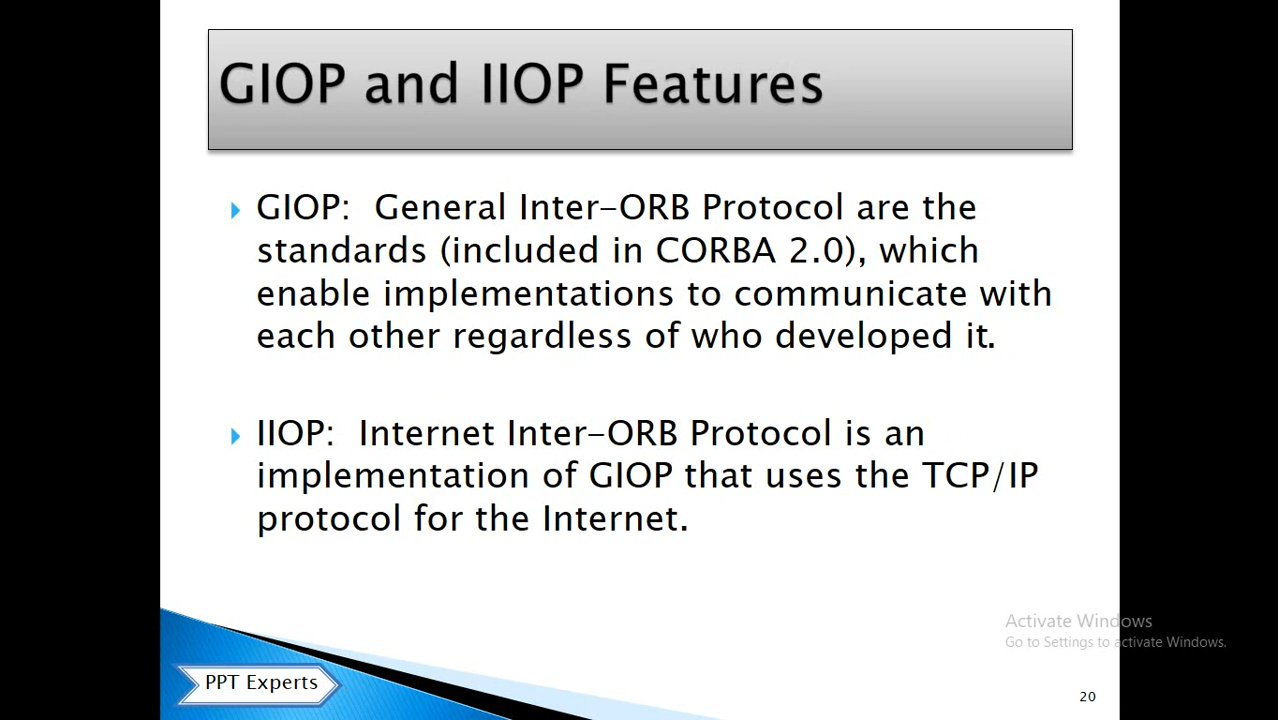 GIOP and IIOP Features
GIOP:  General Inter-ORB Protocol are the
standards (included in CORBA 2.0), which
enable implementations to communicate with
each other regardless of who developed it.
IIOP:  Internet Inter-ORB Protocol is an
implementation of GIOP that uses the TCP/IP
protocol for the Internet.
Activate Windows
Go to Settings to activate Windows.
PPT Experts
20